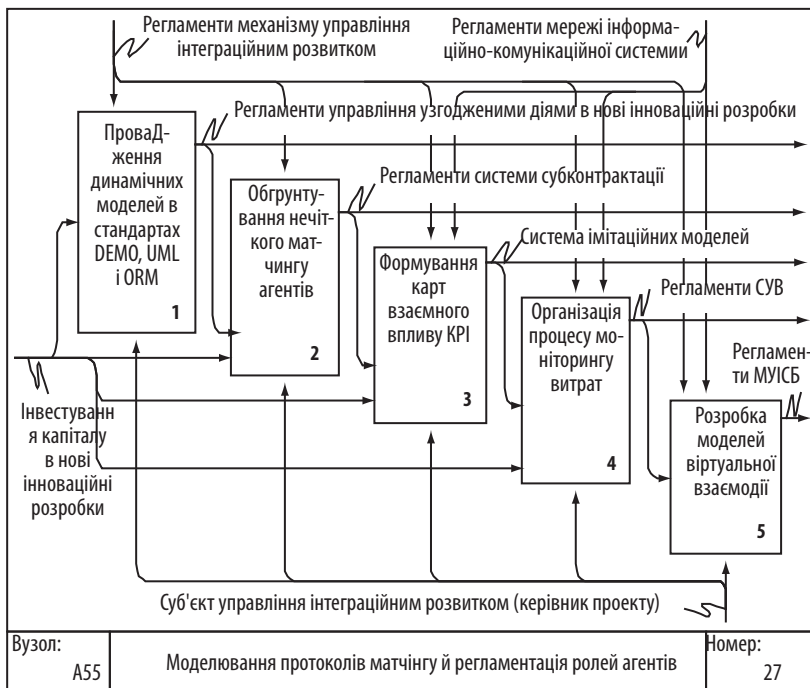 Регламенти механізму управління
інтеграційним розвитком
Регламенти мережі інформа-
ційно-комунікаційної системии
Регламенти управління узгодженими діями в нові інноваційні розробки
ПроваД-
ження
динамічних
моделей в
стандартах
DEMO, UML
і ORM
1
Регламенти системи субконтрактації
Обгрунту-
вання нечіт-
кого мат-
чингу
агентів
2
Система імітаційних моделей
Формування
карт
взаємного
впливу KPI
3
Регламенти СУВ
Організація
процесу мо-
ніторингу
витрат
4
Регламен-
ти МУІСБ
Розробка
моделей
віртуальної
взаємодії
5
Інвестуванн
я капіталу
в нові
інноваційні
розробки
Суб'єкт управління інтеграційним розвитком (керівник проекту)
Вузол:
A55
Моделювання протоколів матчінгу й регламентація ролей агентів
Номер:
27